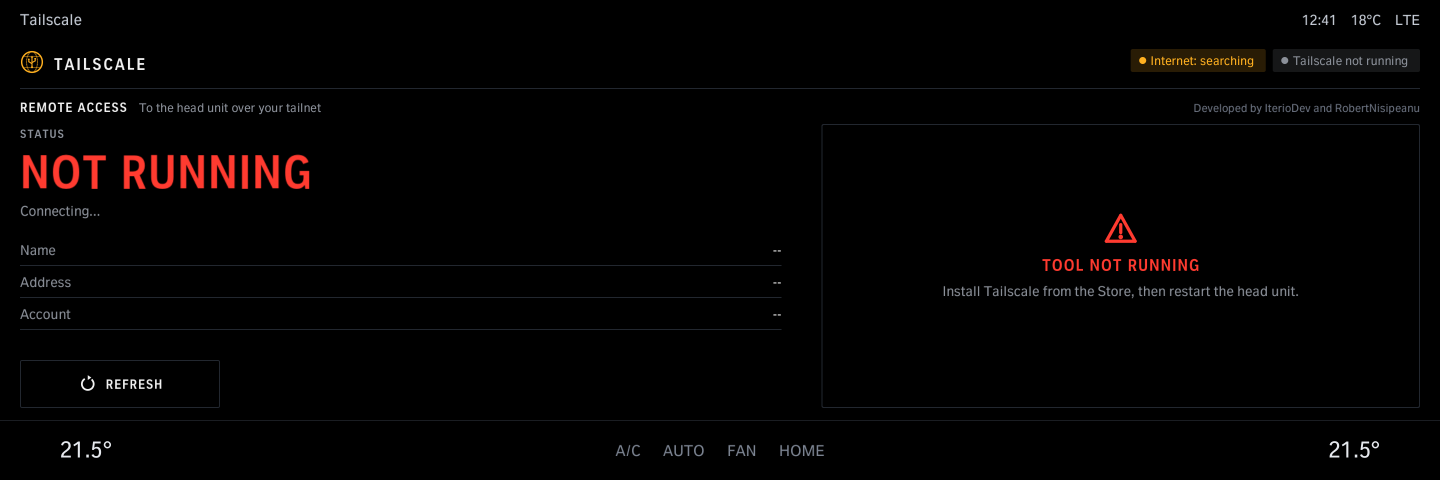 Tailscale
12:41 18°C LTE
TAILSCALE
Internet: searching
Tailscale not running
REMOTE ACCESS To the head unit over your tailnet
Developed by IterioDev and RobertNisipeanu
STATUS
NOT RUNNING
Connecting...
Name --
Address --
Account --
REFRESH
TOOL NOT RUNNING
Install Tailscale from the Store, then restart the head unit.
21.5° A/C AUTO FAN HOME 21.5°